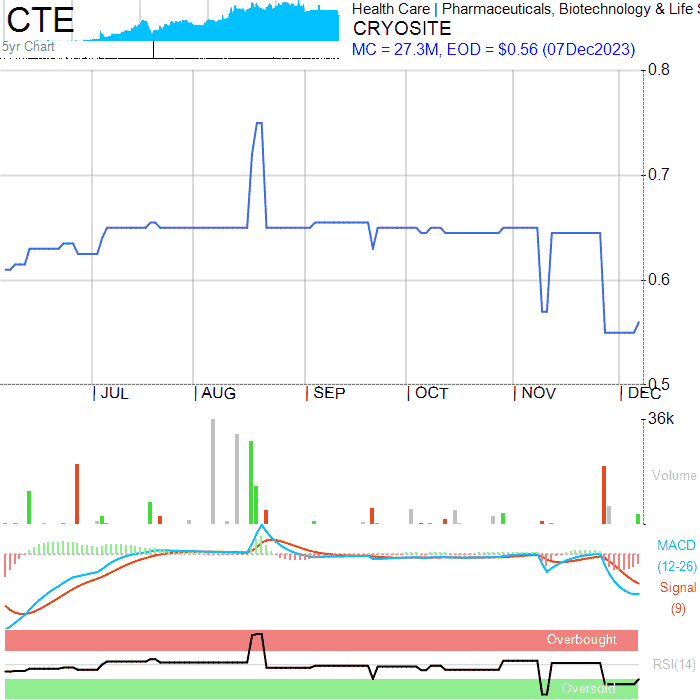 CTE
5yr Chart
Health Care | Pharmaceuticals, Biotechnology & Life S
CRYOSITE
MC = 27.3M, EOD = $0.56 (07Dec2023)
0.8
0.7
0.6
0.5
JUL AUG SEP OCT NOV DEC
36k
Volume
MACD
(12-26)
Signal
(9)
Overbought
RSI(14)
Oversold